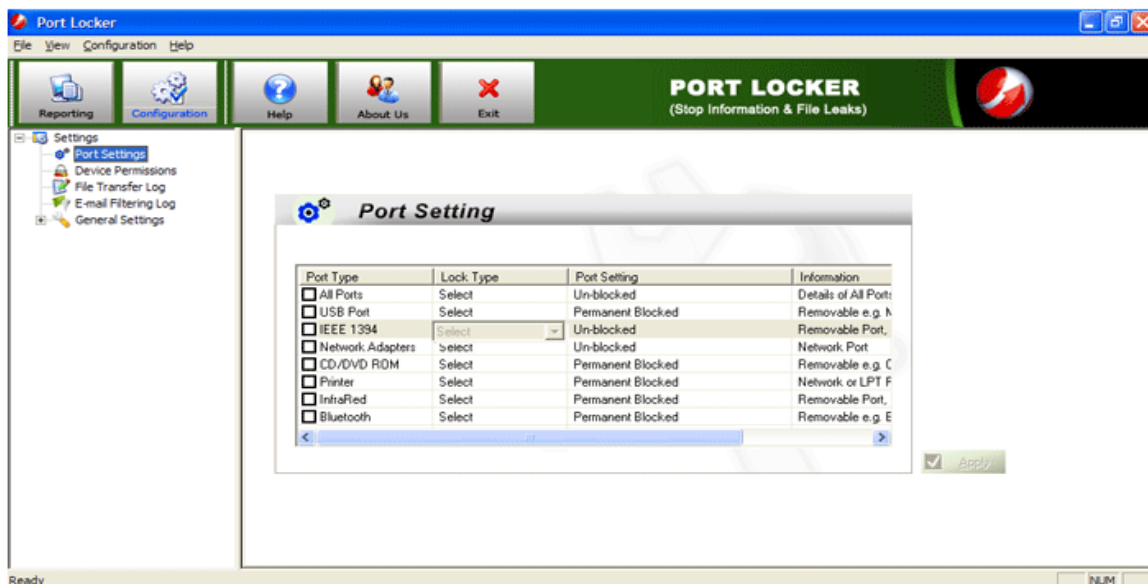 Port Locker
File View Configuration Help
Reporting Configuration Help About Us Exit
PORT LOCKER
(Stop Information & File Leaks)
Settings
Port Settings
Device Permissions
File Transfer Log
E-mail Filtering Log
General Settings
Port Setting
Port Type Lock Type Port Setting Information
All Ports Select Un-blocked Details of All Ports
USB Port Select Permanent Blocked Removable e.g. M
IEEE 1394 Select Un-blocked Removable Port,
Network Adapters Select Un-blocked Network Port
CD/DVD ROM Select Permanent Blocked Removable e.g. C
Printer Select Permanent Blocked Network or LPT P
InfraRed Select Permanent Blocked Removable Port,
Bluetooth Select Permanent Blocked Removable e.g. E
Apply
Ready NUM